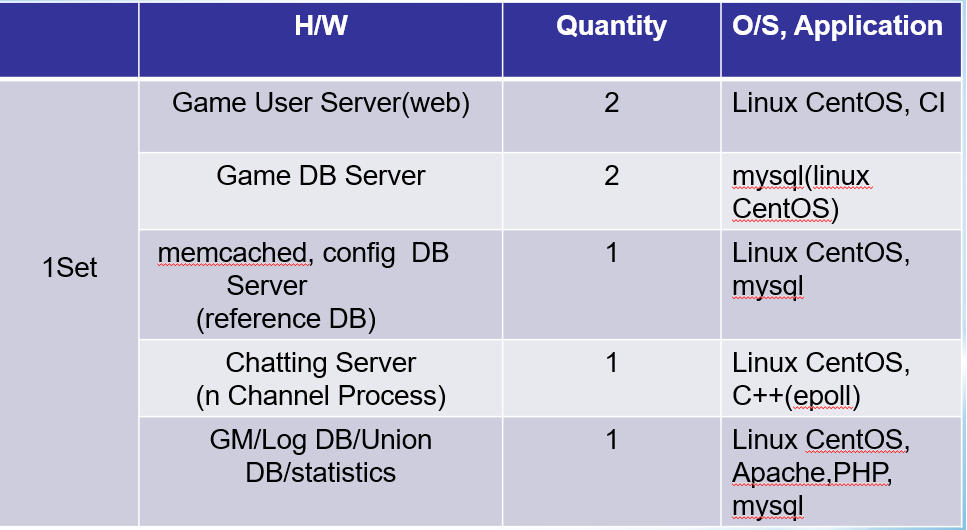 H/W Quantity O/S, Application
1Set
Game User Server(web) 2 Linux CentOS, CI
Game DB Server 2 mysql(linux
CentOS)
memcached, config DB 1 Linux CentOS,
Server mysql
(reference DB)
Chatting Server 1 Linux CentOS,
(n Channel Process) C++(epoll)
GM/Log DB/Union 1 Linux CentOS,
DB/statistics Apache,PHP,
mysql